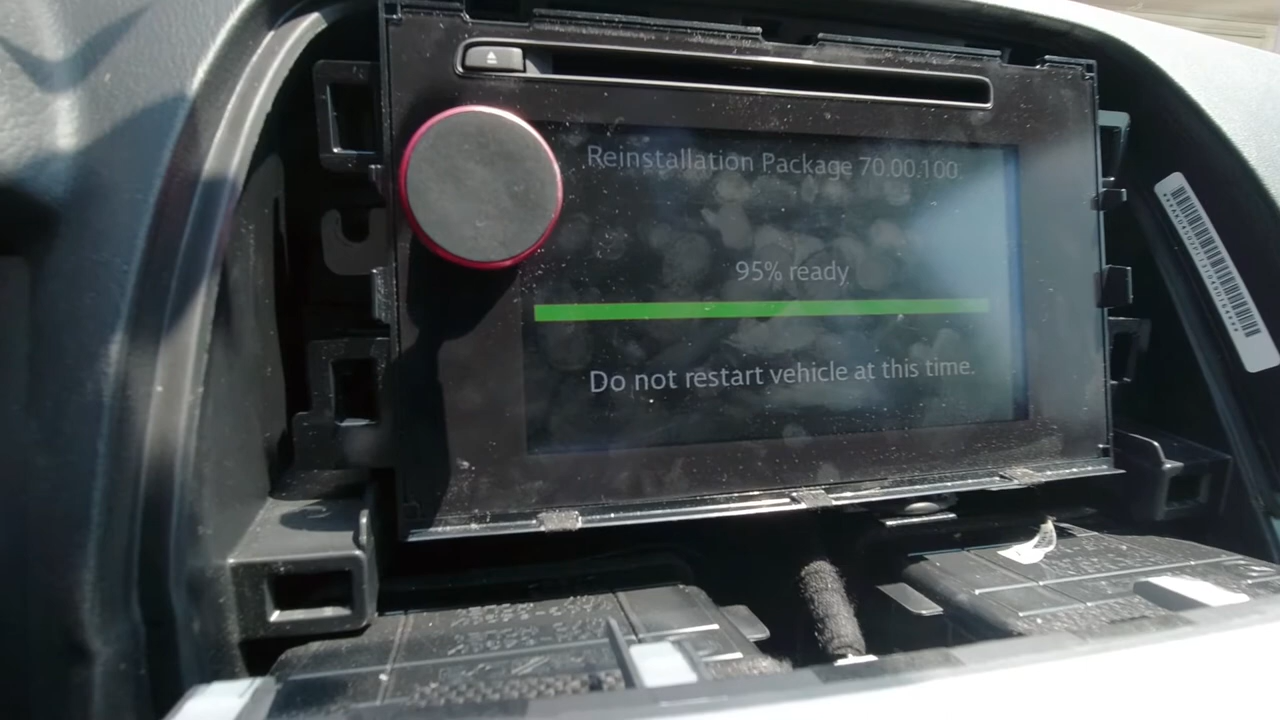 Reinstallation Package 70.00.100
95% ready
Do not restart vehicle at this time.